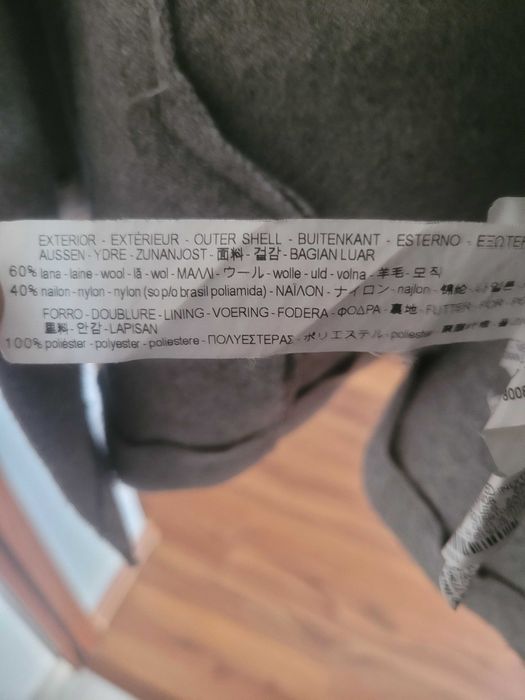 EXTERIOR - EXTÉRIEUR - OUTER SHELL - BUITENKANT - ESTERNO -
AUSSEN - YDRE - ZUNANJOST - 面料 - 겉감 - BAGIAN LUAR
60% lana - laine - wool - lã - wol - ΜΑΛΛΙ - ウール - wolle - uld - volna - 羊毛 - 모직
40% nailon - nylon - nylon (so p/o brasil poliamida) - ΝΑΪΛΟΝ - ナイロン - najlon -
FORRO - DOUBLURE - LINING - VOERING - FODERA - ΦΟΔΡΑ - 裏地 - FUTTER - FOR -
里料 - 안감 - LAPISAN
100% poliéster - polyester - poliestere - ΠΟΛΥΕΣΤΕΡΑΣ - ポリエステル - poliester -